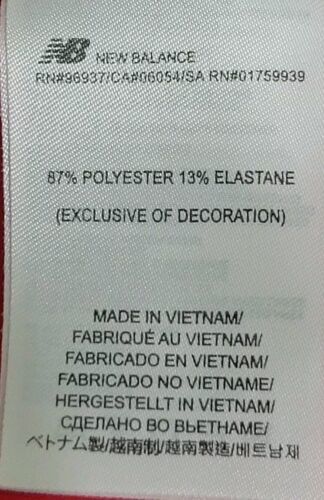 NB NEW BALANCE
RN#96937/CA#06054/SA RN#01759939
87% POLYESTER 13% ELASTANE
(EXCLUSIVE OF DECORATION)
MADE IN VIETNAM/
FABRIQUÉ AU VIETNAM/
FABRICADO EN VIETNAM/
FABRICADO NO VIETNAME/
HERGESTELLT IN VIETNAM/
СДЕЛАНО ВО ВЬЕТНАМЕ/
ベトナム製/越南制/越南製造/베트남제